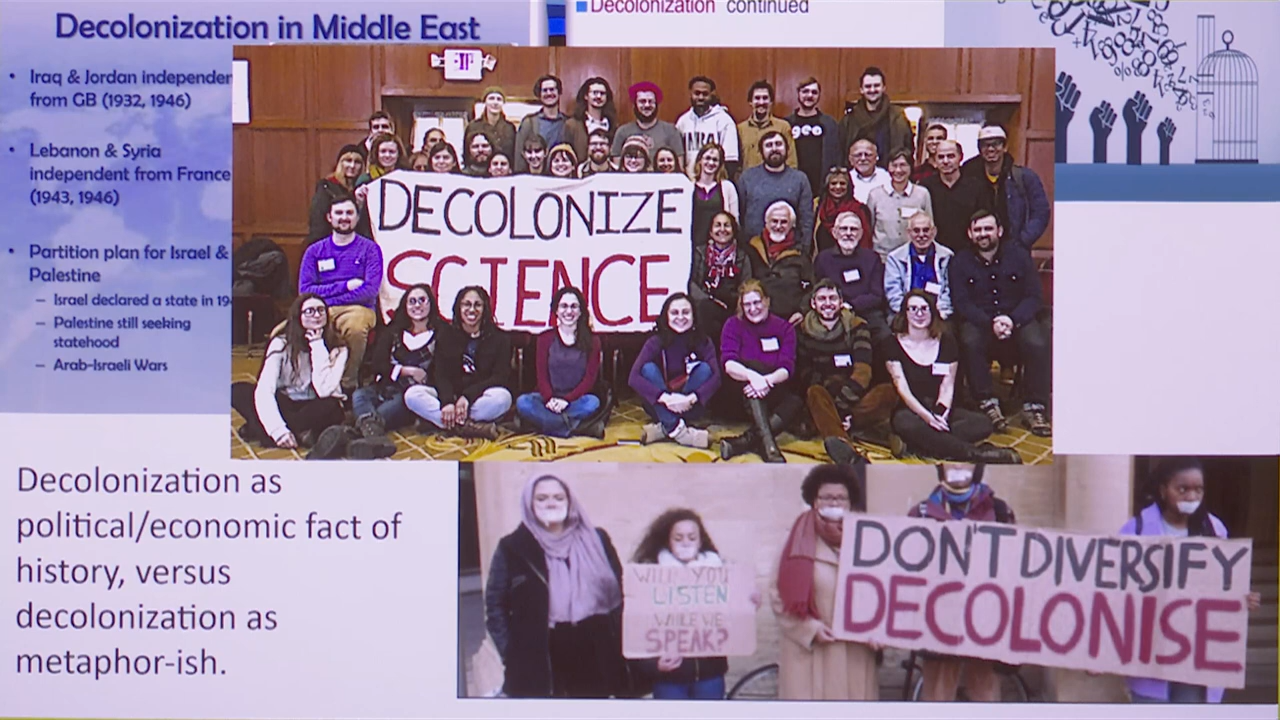 Decolonization in Middle East
Decolonization continued
• Iraq & Jordan
from GB (1932, 1946)
• Lebanon & Syria
independent from France
(1943, 1946)
• Partition plan for Israel &
Palestine
– Israel declared a state in
– Palestine still seeking
statehood
– Arab-Israeli Wars
DECOLONIZE
SCIENCE
geo
Decolonization as
political/economic fact of
history, versus
decolonization as
metaphor-ish.
WILL YOU
LISTEN
WHILE WE
SPEAK?
DON'T DIVERSIFY
DECOLONISE